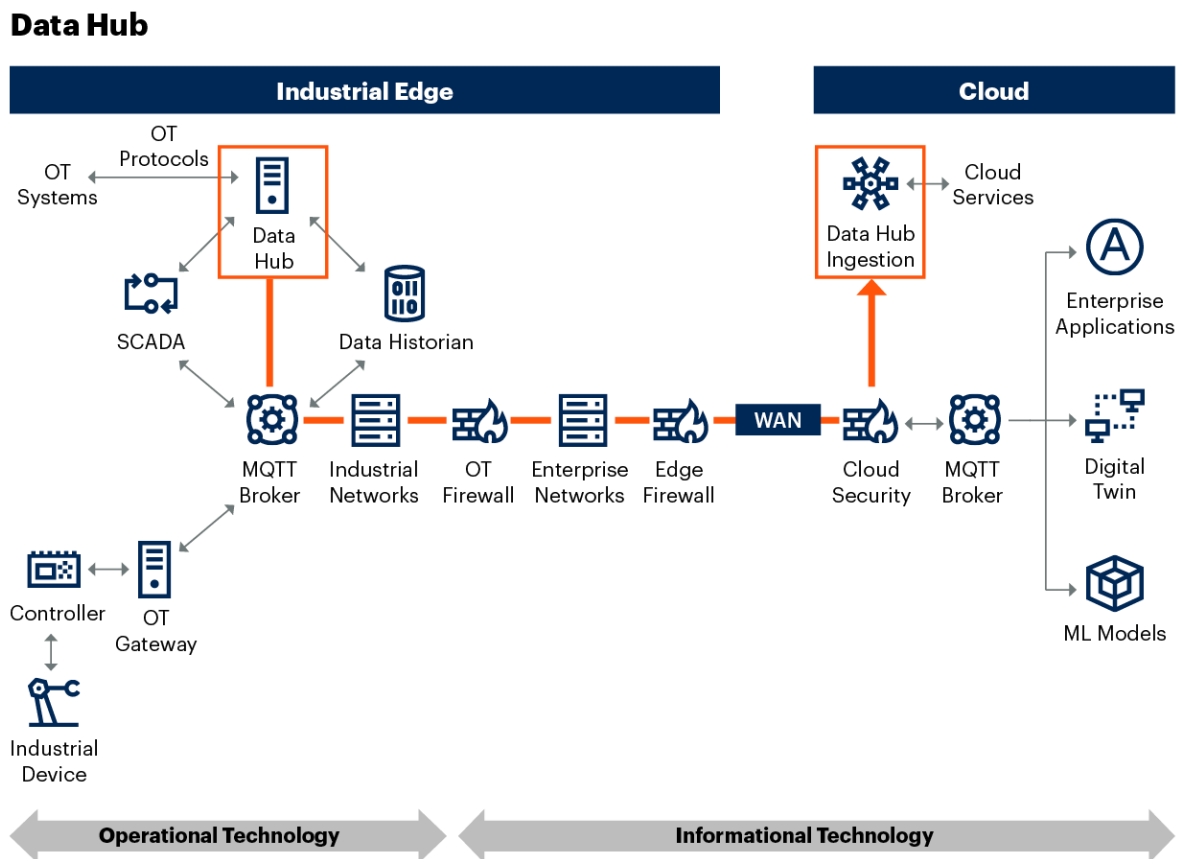 Data Hub
Industrial Edge
Cloud
OT
Protocols
OT
Systems
Data
Hub
SCADA
Data Historian
Data Hub
Ingestion
Cloud
Services
Enterprise
Applications
MQTT
Broker
Industrial
Networks
OT
Firewall
Enterprise
Networks
Edge
Firewall
WAN
Cloud
Security
MQTT
Broker
Digital
Twin
ML Models
Controller
OT
Gateway
Industrial
Device
Operational Technology
Informational Technology